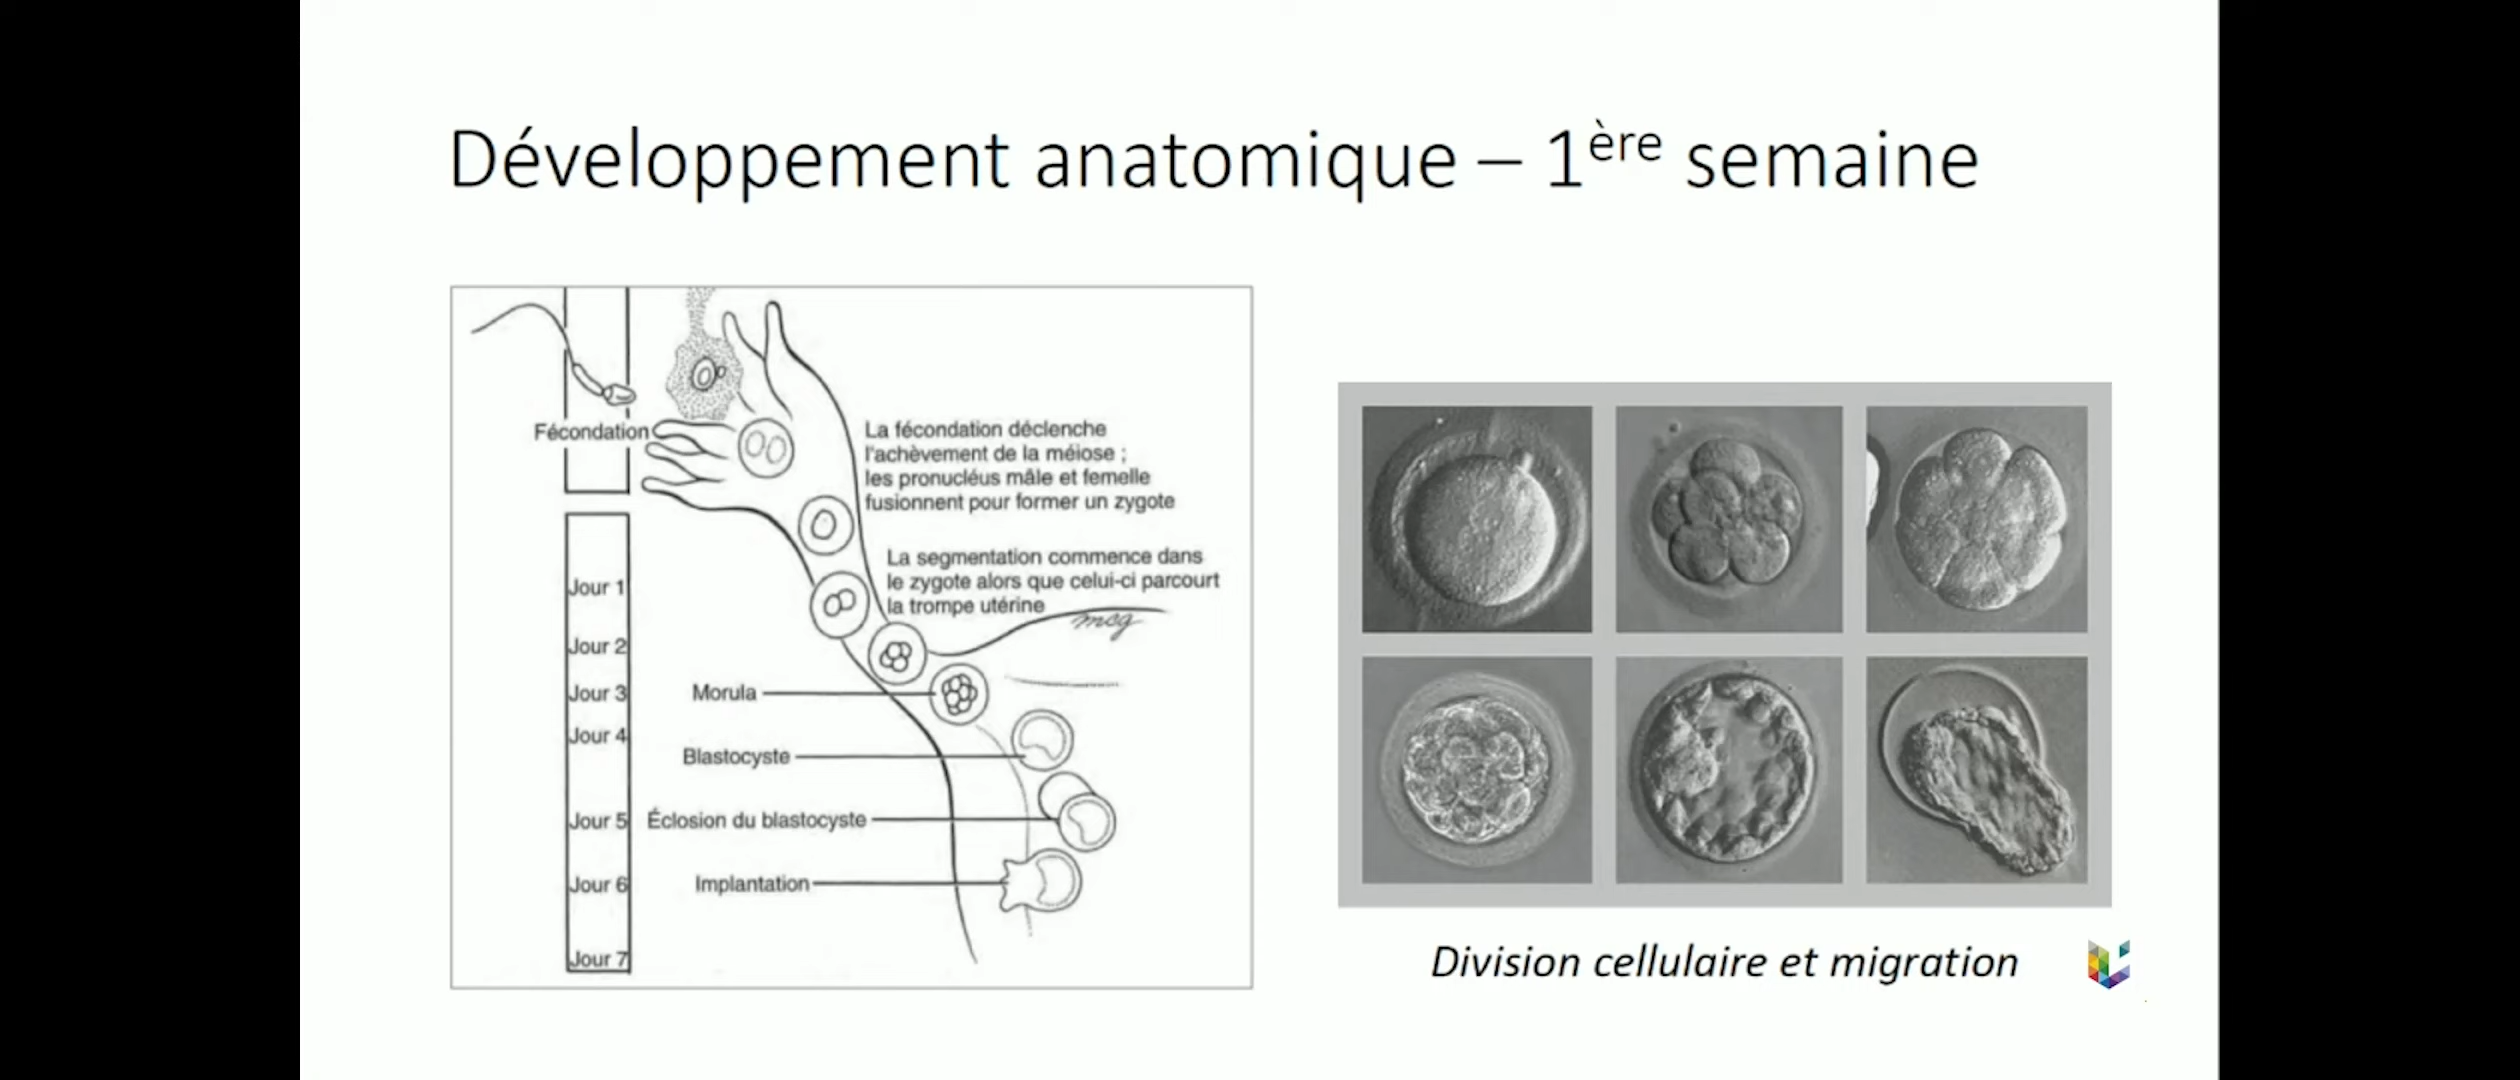 Développement anatomique – 1ère semaine
Fécondation
La fécondation déclenche
l'achèvement de la méiose ;
les pronucléus mâle et femelle
fusionnent pour former un zygote
La segmentation commence dans
le zygote alors que celui-ci parcourt
la trompe utérine
mcg
Jour 1
Jour 2
Jour 3
Morula
Jour 4
Blastocyste
Jour 5
Éclosion du blastocyste
Jour 6
Implantation
Jour 7
Division cellulaire et migration